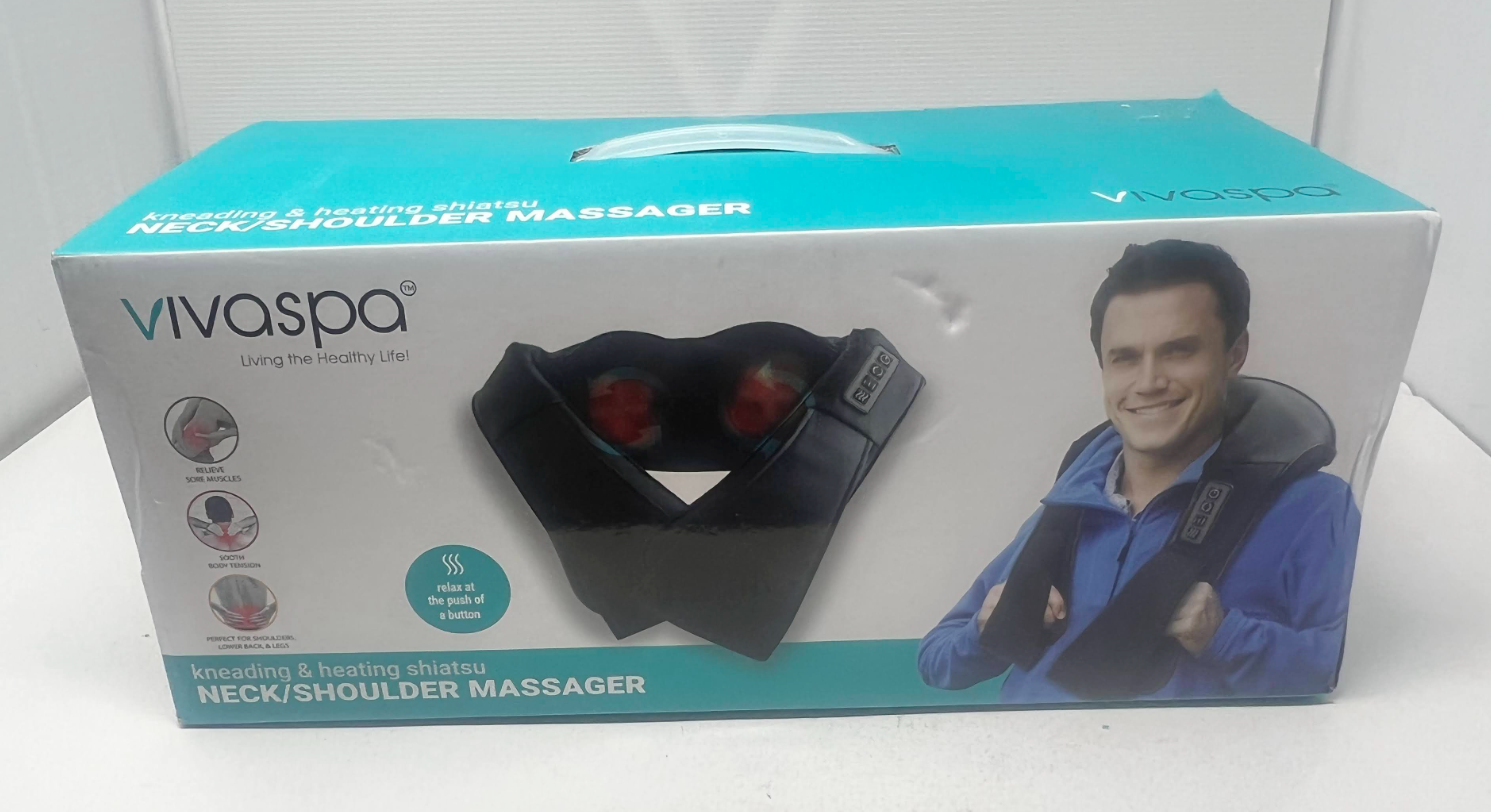 kneading & heating shiatsu
NECK/SHOULDER MASSAGER
vivaspa
vivaspa™
Living the Healthy Life!
RELIEVE
SORE MUSCLES
SOOTH
BODY TENSION
PERFECT FOR SHOULDERS,
LOWER BACK, & LEGS
relax at
the push of
a button
kneading & heating shiatsu
NECK/SHOULDER MASSAGER